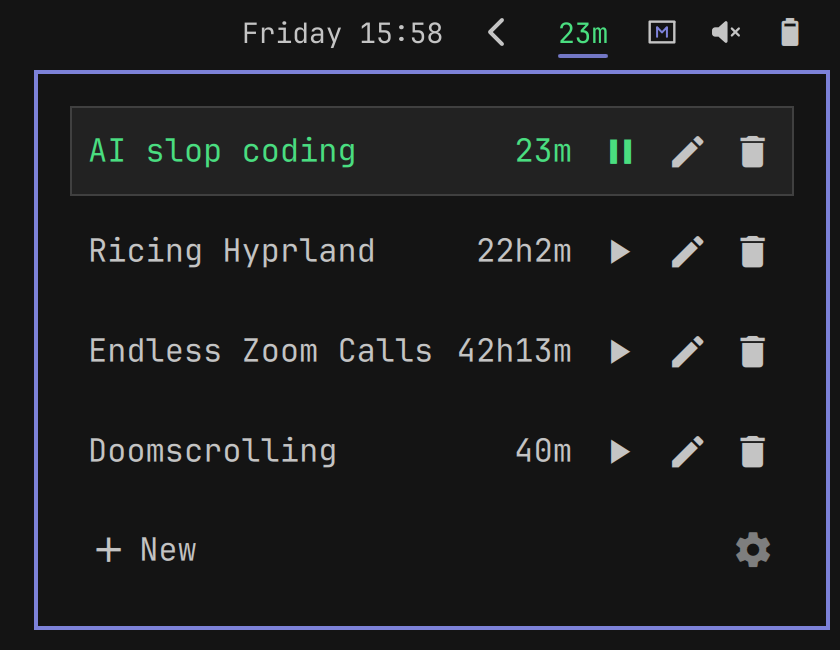 Friday 15:58 23m M
AI slop coding 23m
Ricing Hyprland 22h2m
Endless Zoom Calls 42h13m
Doomscrolling 40m
+ New